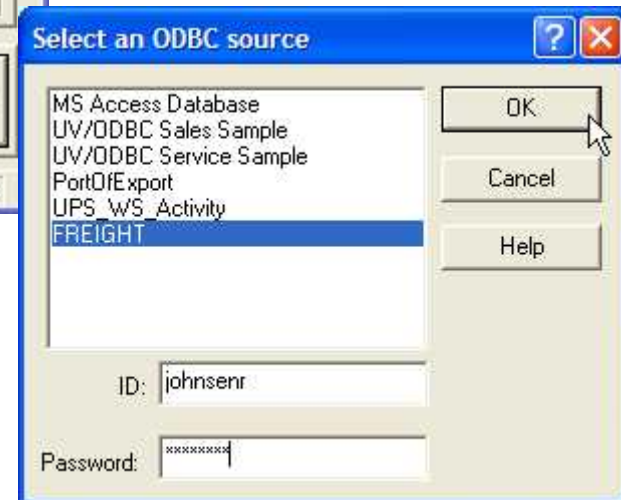 Select an ODBC source
MS Access Database
UV/ODBC Sales Sample
UV/ODBC Service Sample
PortOfExport
UPS_WS_Activity
FREIGHT
OK
Cancel
Help
ID: johnsenr
Password: ********